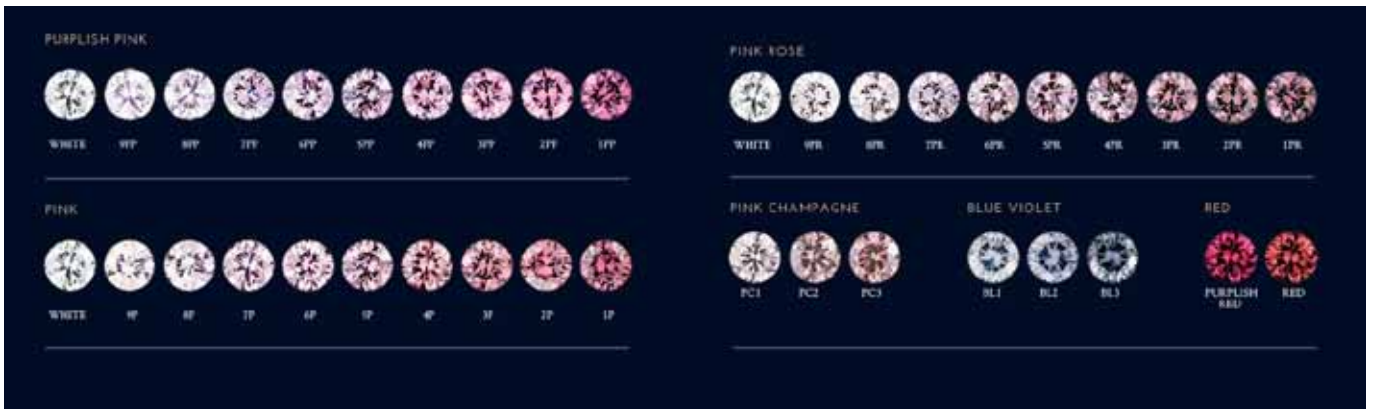 PURPLISH PINK
WHITE 9PP 8PP 7PP 6PP 5PP 4PP 3PP 2PP 1PP
PINK
WHITE 9P 8P 7P 6P 5P 4P 3P 2P 1P
PINK ROSE
WHITE 9PR 8PR 7PR 6PR 5PR 4PR 3PR 2PR 1PR
PINK CHAMPAGNE
PC1 PC2 PC3
BLUE VIOLET
BL1 BL2 BL3
RED
PURPLISH RED
RED